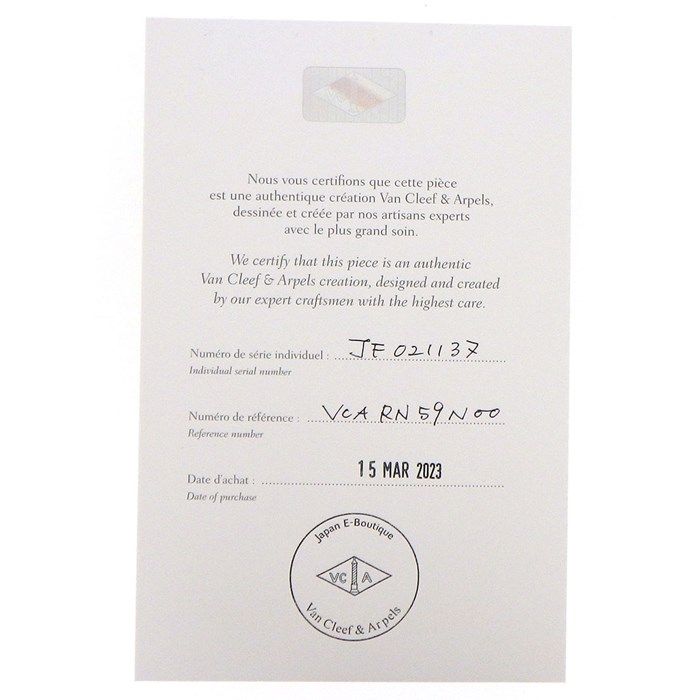 Nous vous certifions que cette pièce
est une authentique création Van Cleef & Arpels,
dessinée et créée par nos artisans experts
avec le plus grand soin.
We certify that this piece is an authentic
Van Cleef & Arpels creation, designed and created
by our expert craftsmen with the highest care.
Numéro de série individuel : JE021137
Individual serial number
Numéro de référence : VCARN59N00
Reference number
Date d'achat : 15 MAR 2023
Date of purchase
Japan E-Boutique
VC A
Van Cleef & Arpels